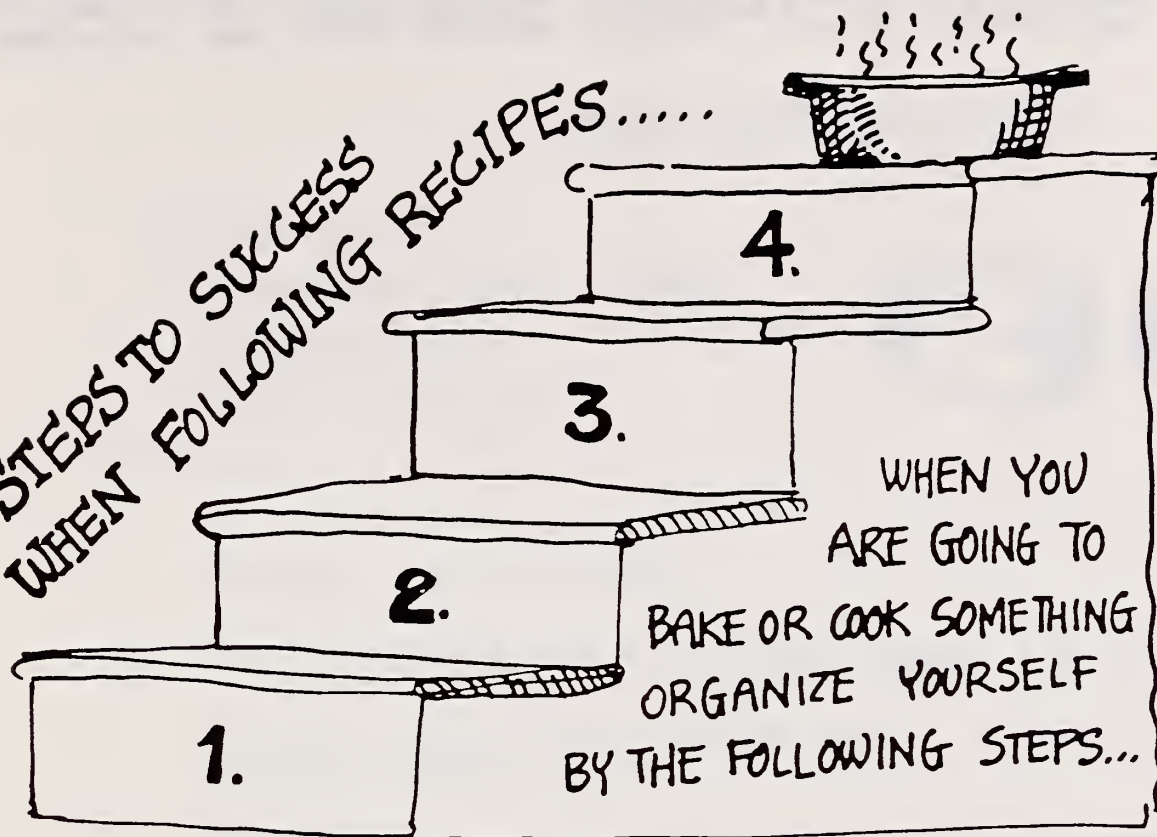 STEPS TO SUCCESS
WHEN FOLLOWING RECIPES.....
4.
3.
2.
1.
WHEN YOU
ARE GOING TO
BAKE OR COOK SOMETHING
ORGANIZE YOURSELF
BY THE FOLLOWING STEPS...